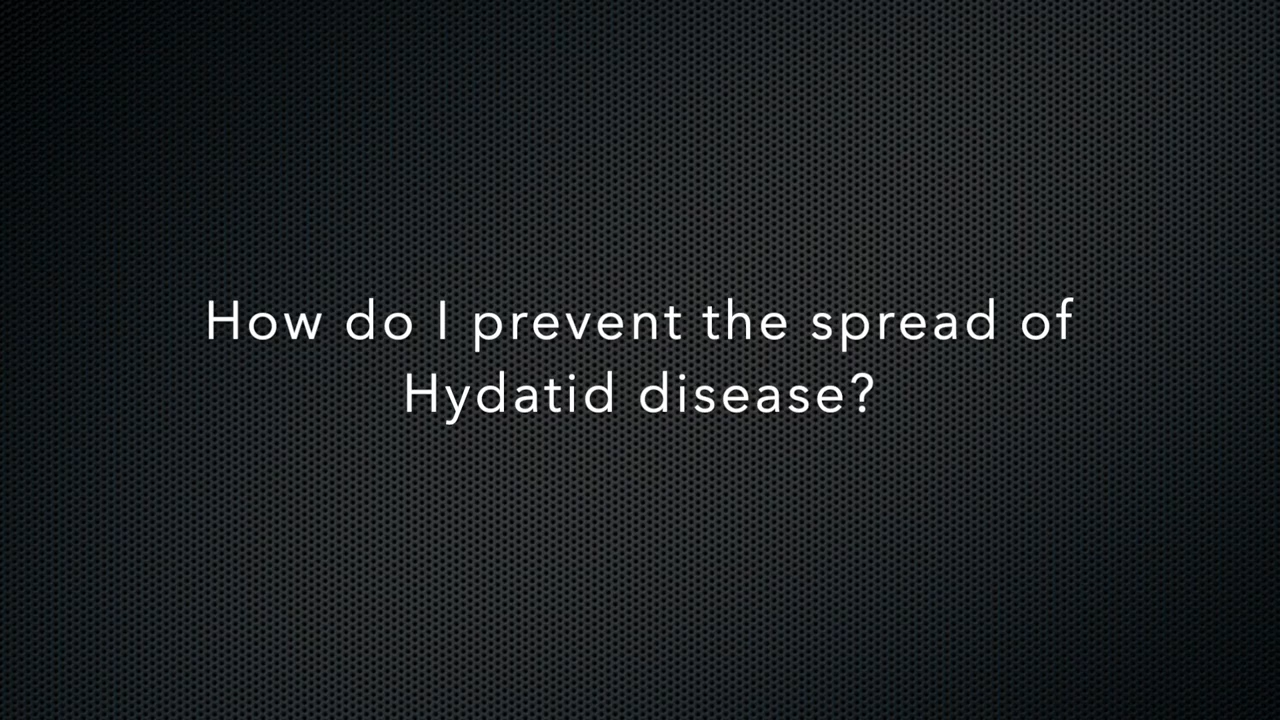 How do I prevent the spread of
Hydatid disease?